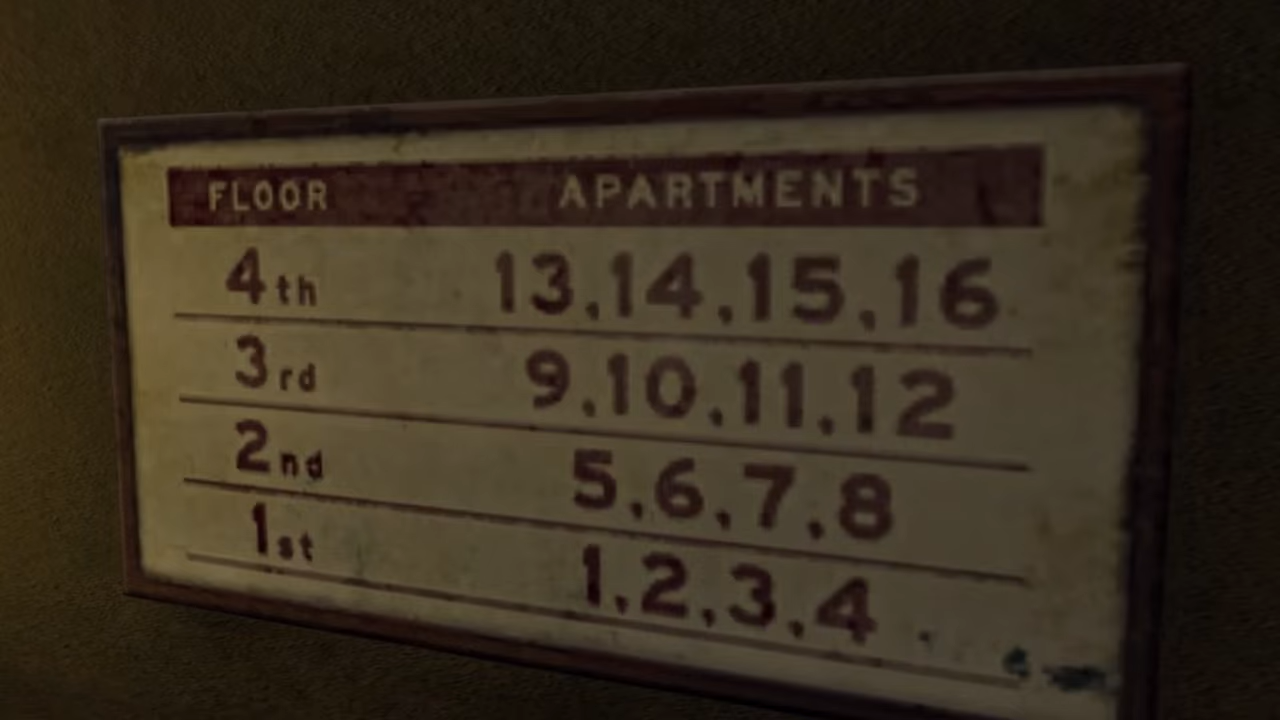 FLOOR APARTMENTS
4th 13,14,15,16
3rd 9,10,11,12
2nd 5,6,7,8
1st 1,2,3,4